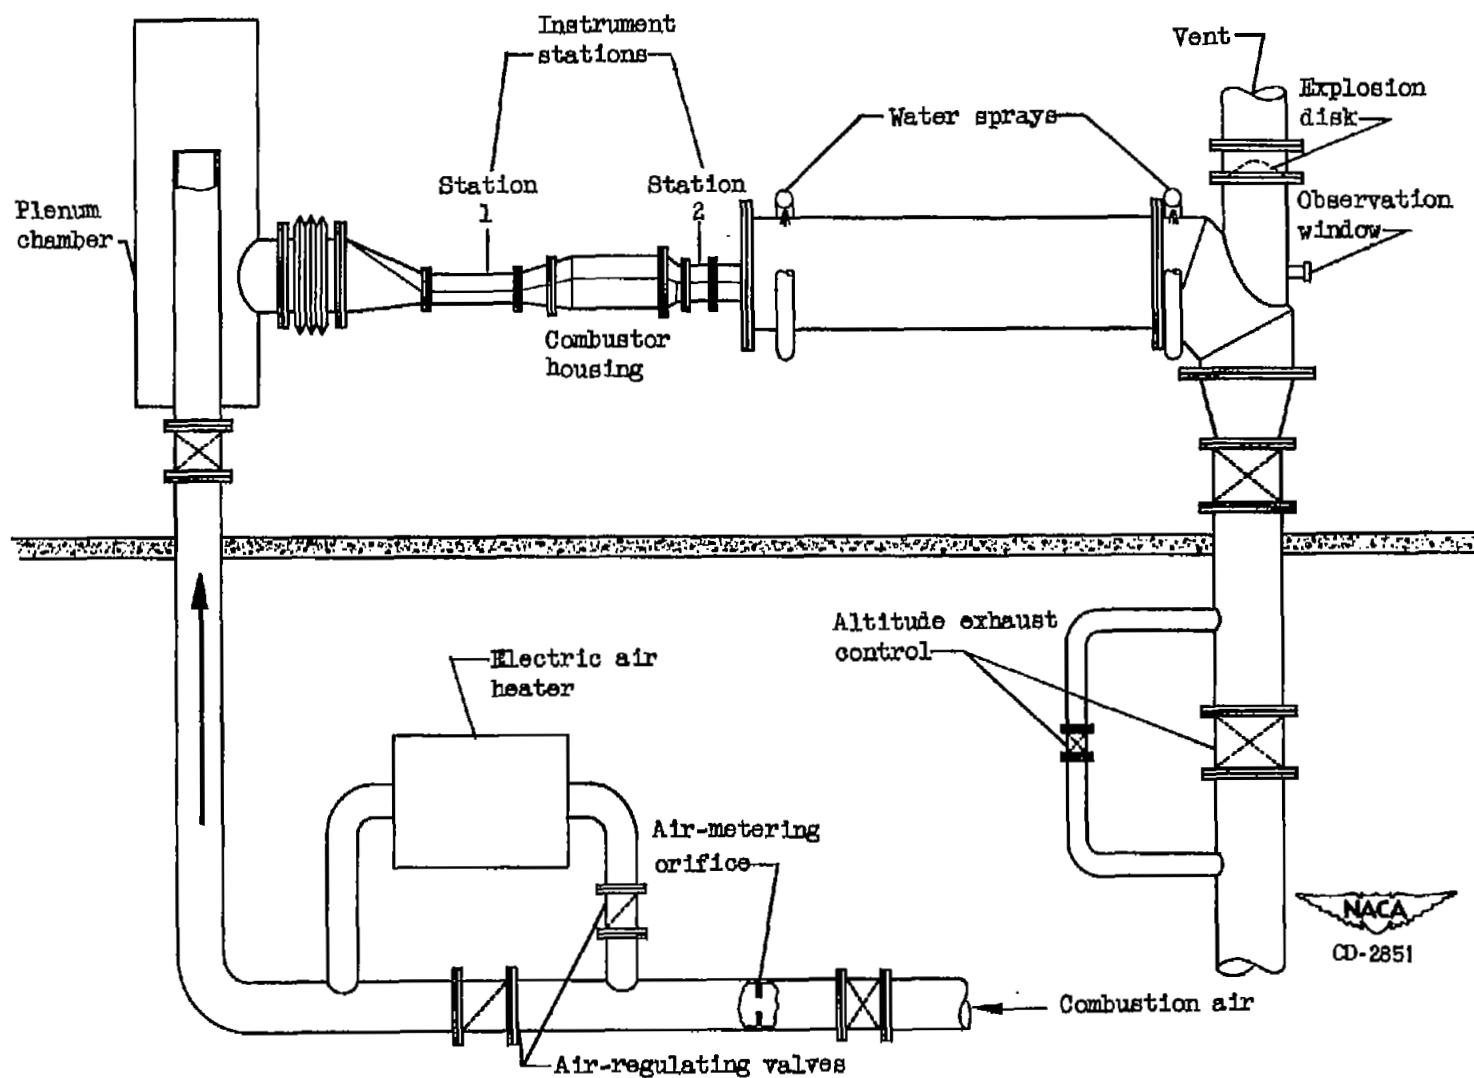 Instrument
stations
Vent
Explosion
disk
Water sprays
Station
1
Station
2
Plenum
chamber
Observation
window
Combustor
housing
Altitude exhaust
control
Electric air
heater
Air-metering
orifice
NACA
CD-2851
Combustion air
Air-regulating valves